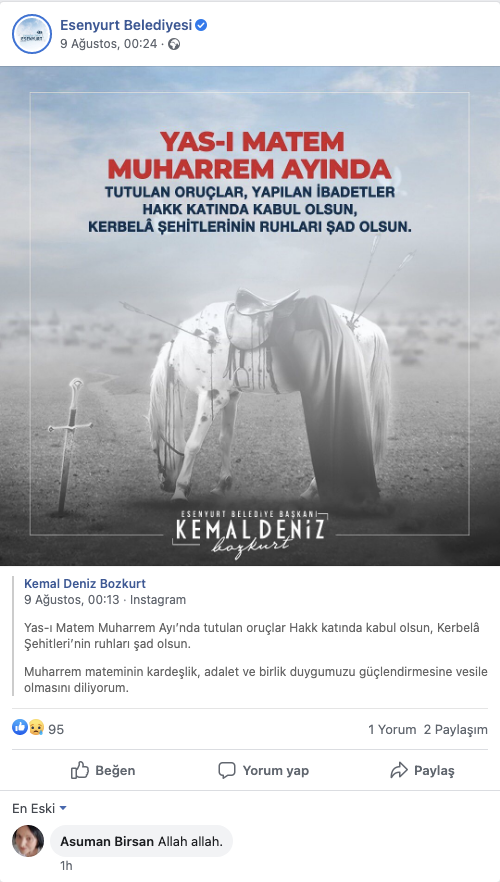 Esenyurt Belediyesi
9 Ağustos, 00:24 ·
YAS-I MATEM
MUHARREM AYINDA
TUTULAN ORUÇLAR, YAPILAN İBADETLER
HAKK KATINDA KABUL OLSUN,
KERBELÂ ŞEHİTLERİNİN RUHLARI ŞAD OLSUN.
ESENYURT BELEDİYE BAŞKANI
KEMAL DENİZ
bozkurt
Kemal Deniz Bozkurt
9 Ağustos, 00:13 · Instagram
Yas-ı Matem Muharrem Ayı’nda tutulan oruçlar Hakk katında kabul olsun, Kerbelâ
Şehitleri’nin ruhları şad olsun.
Muharrem mateminin kardeşlik, adalet ve birlik duygumuzu güçlendirmesine vesile
olmasını diliyorum.
95
1 Yorum 2 Paylaşım
Beğen Yorum yap Paylaş
En Eski
Asuman Birsan Allah allah.
1h